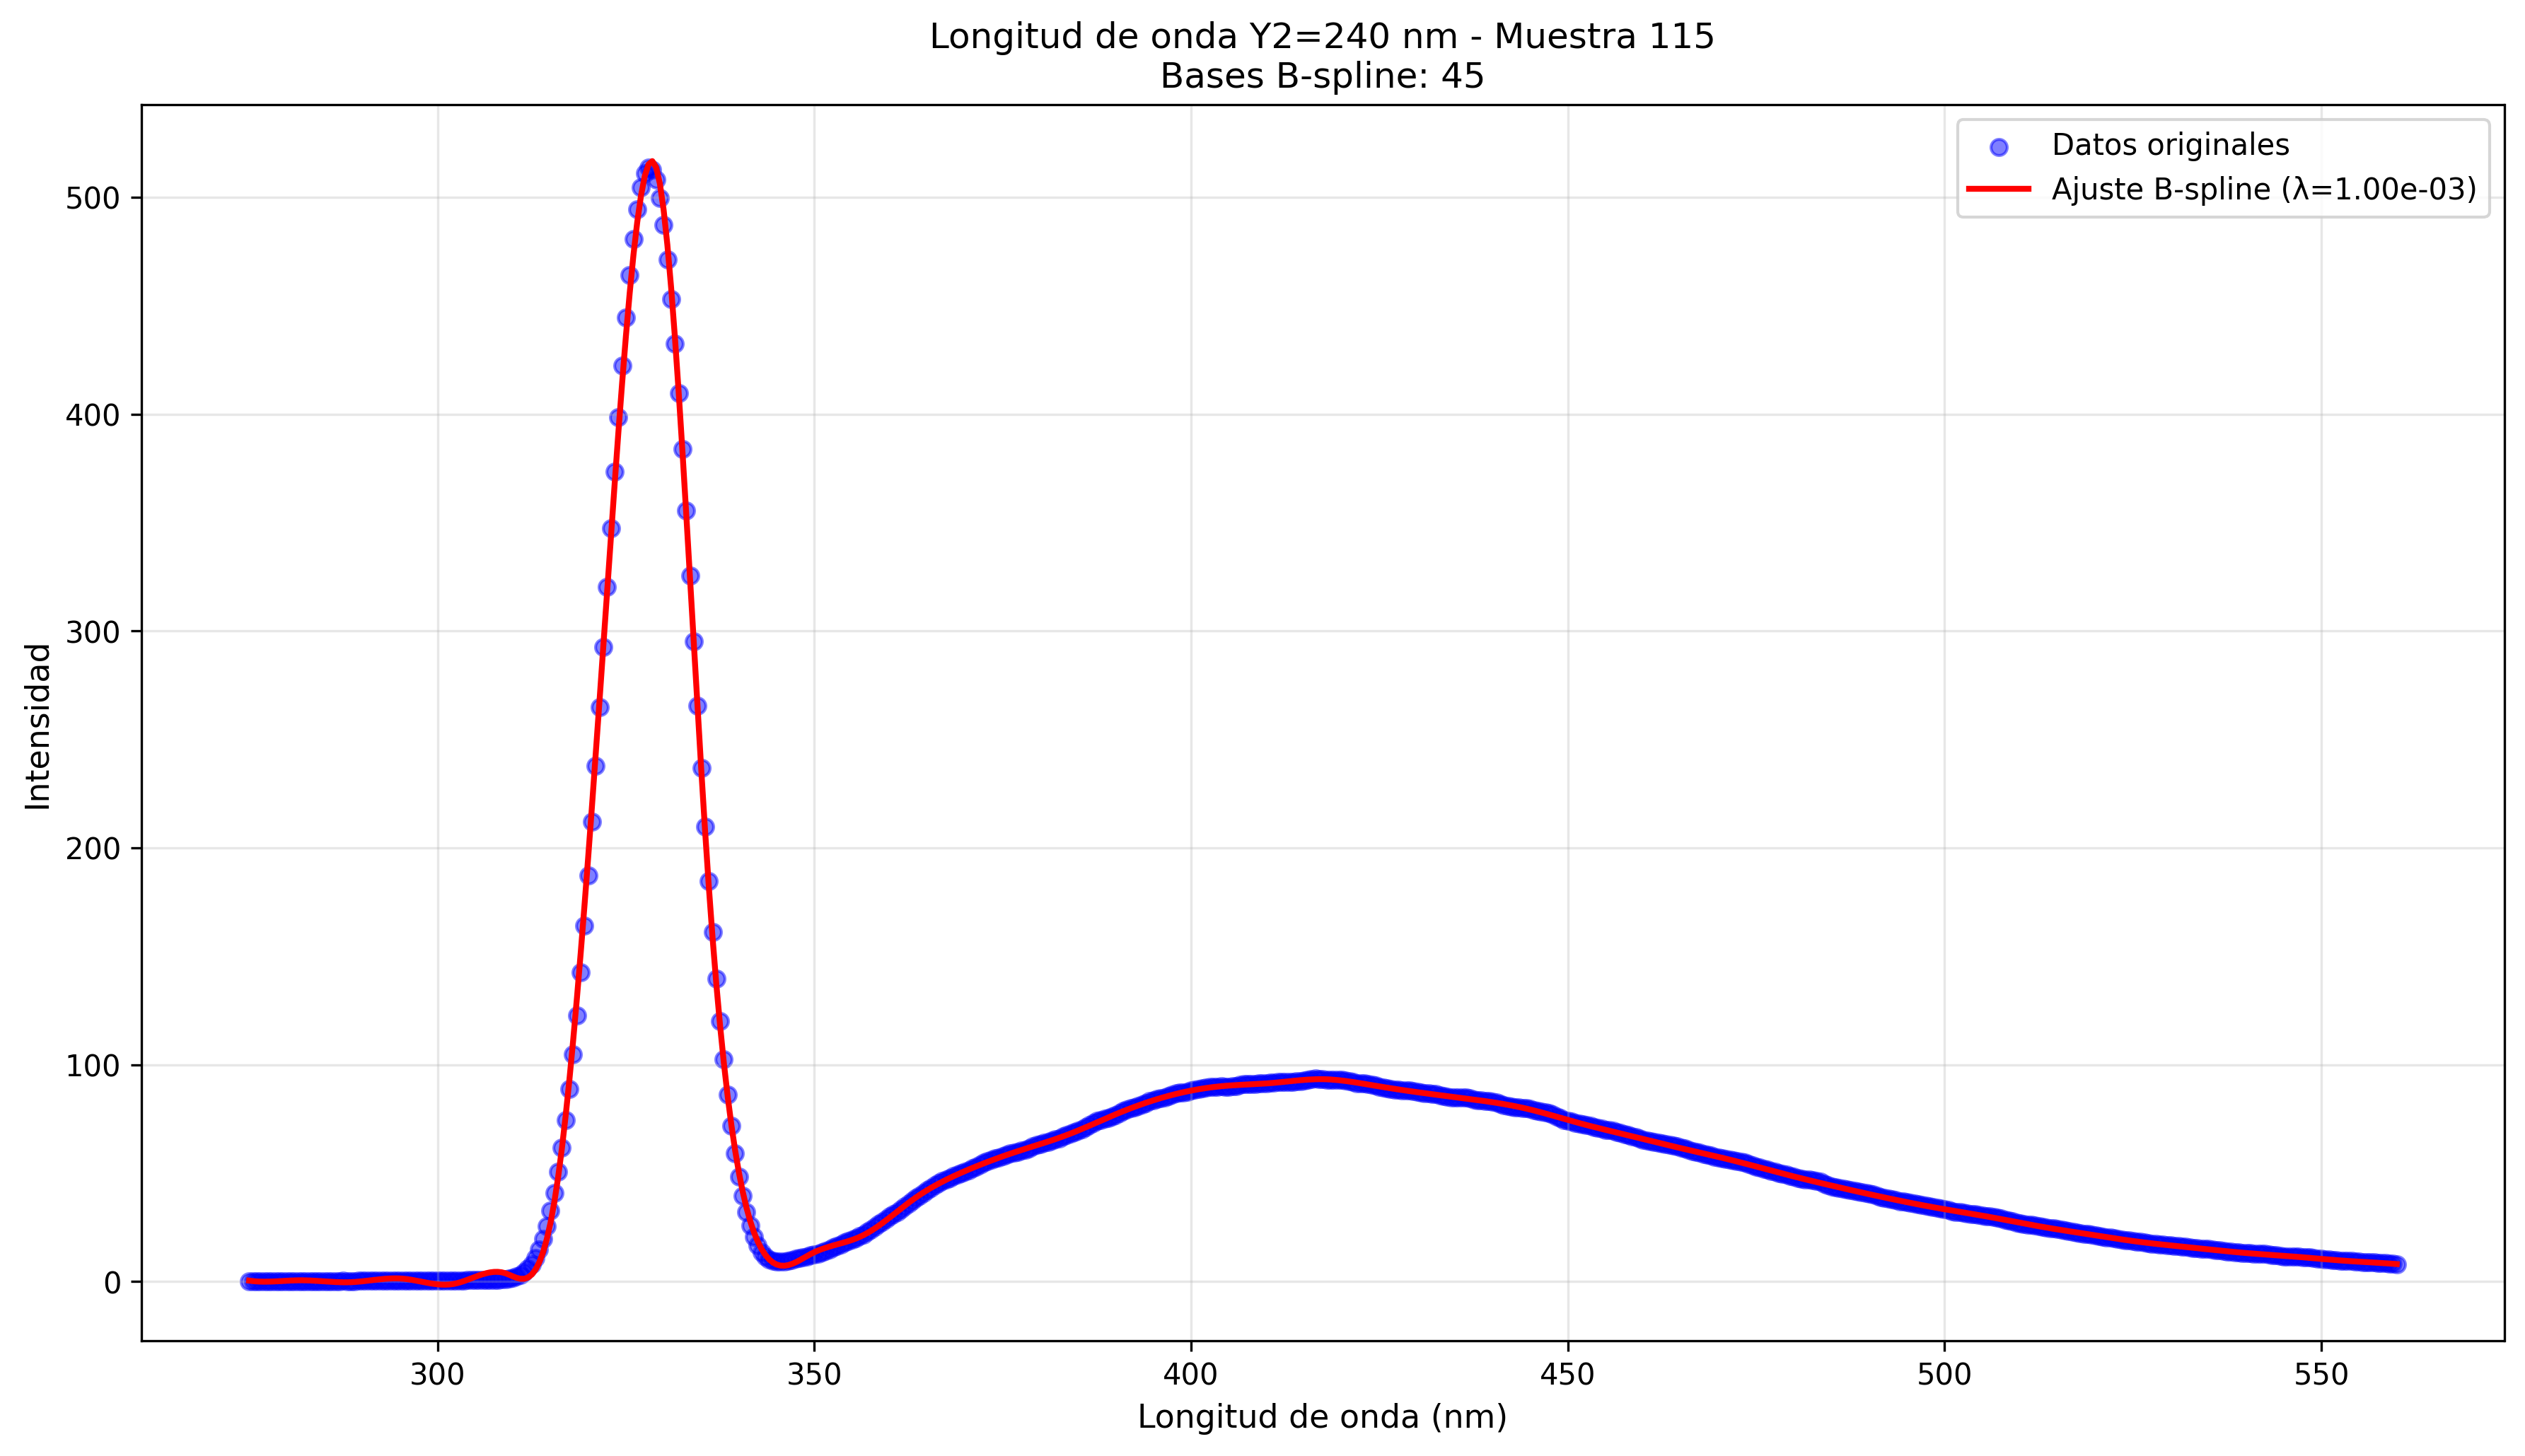 Longitud de onda Y2=240 nm - Muestra 115
Bases B-spline: 45
Datos originales
Ajuste B-spline (λ=1.00e-03)
Intensidad
500
400
300
200
100
0
300
350
400
450
500
550
Longitud de onda (nm)